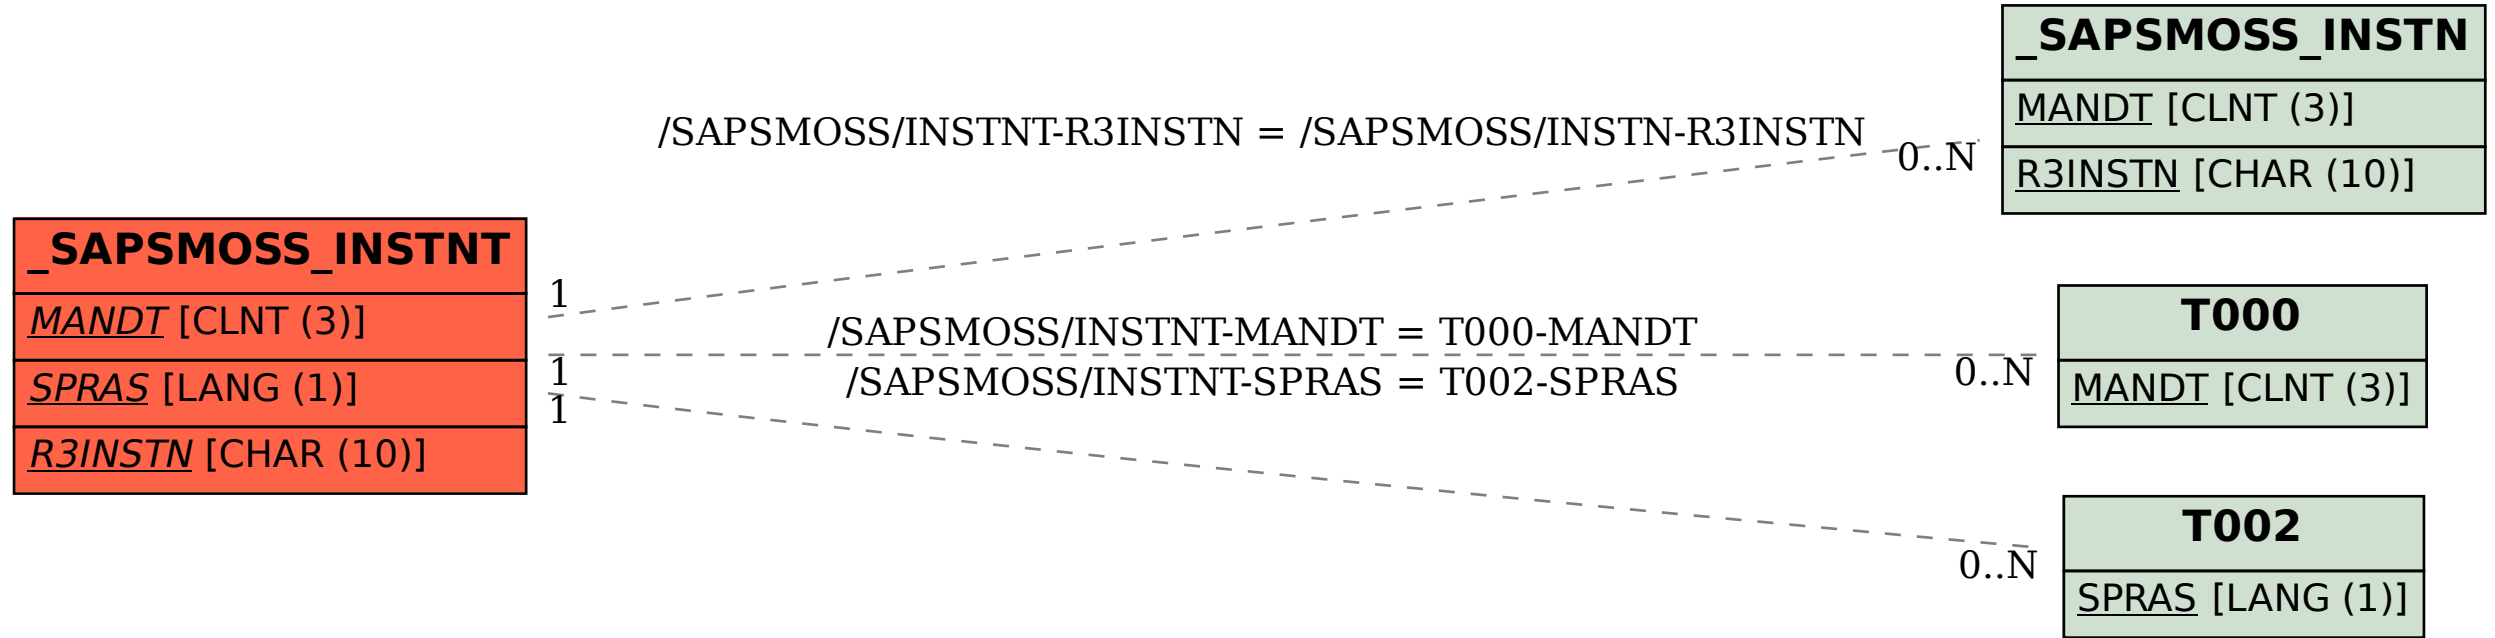 _SAPSMOSS_INSTN
MANDT [CLNT (3)]
R3INSTN [CHAR (10)]
/SAPSMOSS/INSTNT-R3INSTN = /SAPSMOSS/INSTN-R3INSTN
0..N
1
_SAPSMOSS_INSTNT
MANDT [CLNT (3)]
SPRAS [LANG (1)]
R3INSTN [CHAR (10)]
/SAPSMOSS/INSTNT-MANDT = T000-MANDT
1
0..N
T000
MANDT [CLNT (3)]
/SAPSMOSS/INSTNT-SPRAS = T002-SPRAS
1
0..N
T002
SPRAS [LANG (1)]